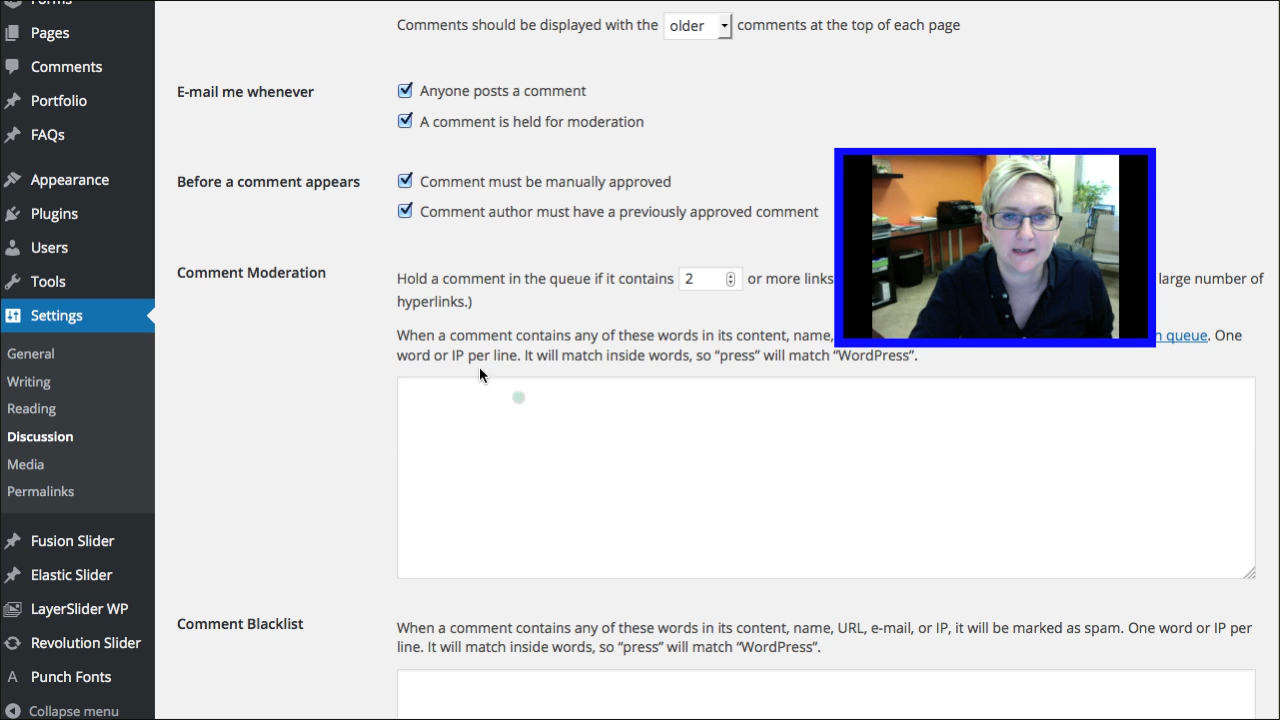 Forms
Pages
Comments
Portfolio
FAQs
Appearance
Plugins
Users
Tools
Settings
General
Writing
Reading
Discussion
Media
Permalinks
Fusion Slider
Elastic Slider
LayerSlider WP
Revolution Slider
Punch Fonts
Collapse menu
Comments should be displayed with the older comments at the top of each page
E-mail me whenever
Anyone posts a comment
A comment is held for moderation
Before a comment appears
Comment must be manually approved
Comment author must have a previously approved comment
Comment Moderation
Hold a comment in the queue if it contains 2 or more links large number of
hyperlinks.)
When a comment contains any of these words in its content, name, queue. One
word or IP per line. It will match inside words, so “press” will match “WordPress”.
Comment Blacklist
When a comment contains any of these words in its content, name, URL, e-mail, or IP, it will be marked as spam. One word or IP per
line. It will match inside words, so “press” will match “WordPress”.